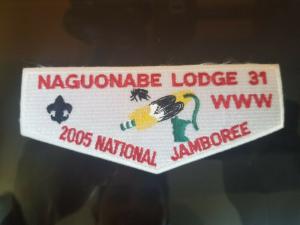 NAGUONABE LODGE 31
WWW
2005 NATIONAL JAMBOREE